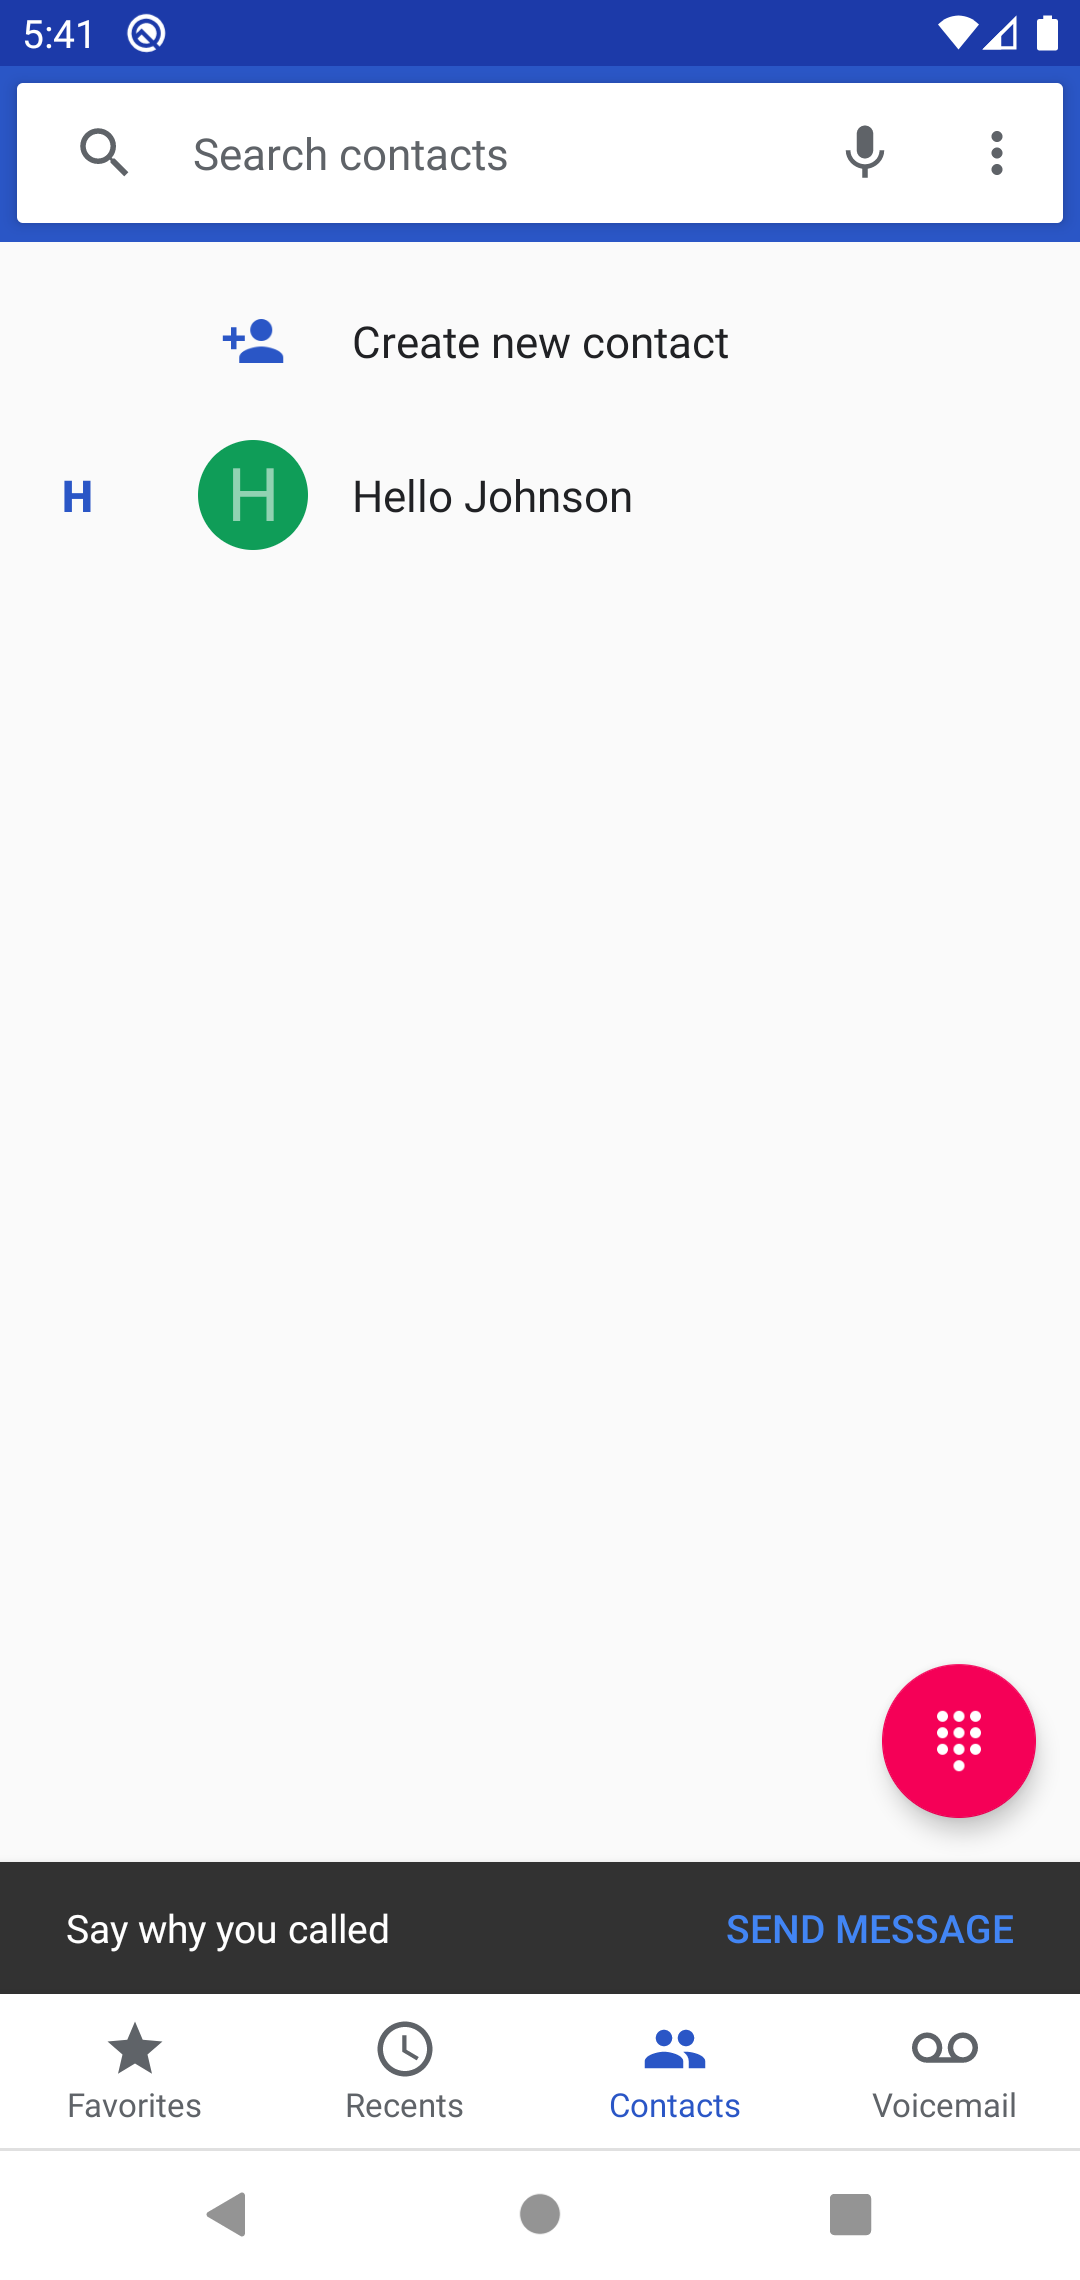 5:41
Search contacts
Create new contact
H
H
Hello Johnson
Say why you called
SEND MESSAGE
Favorites
Recents
Contacts
Voicemail